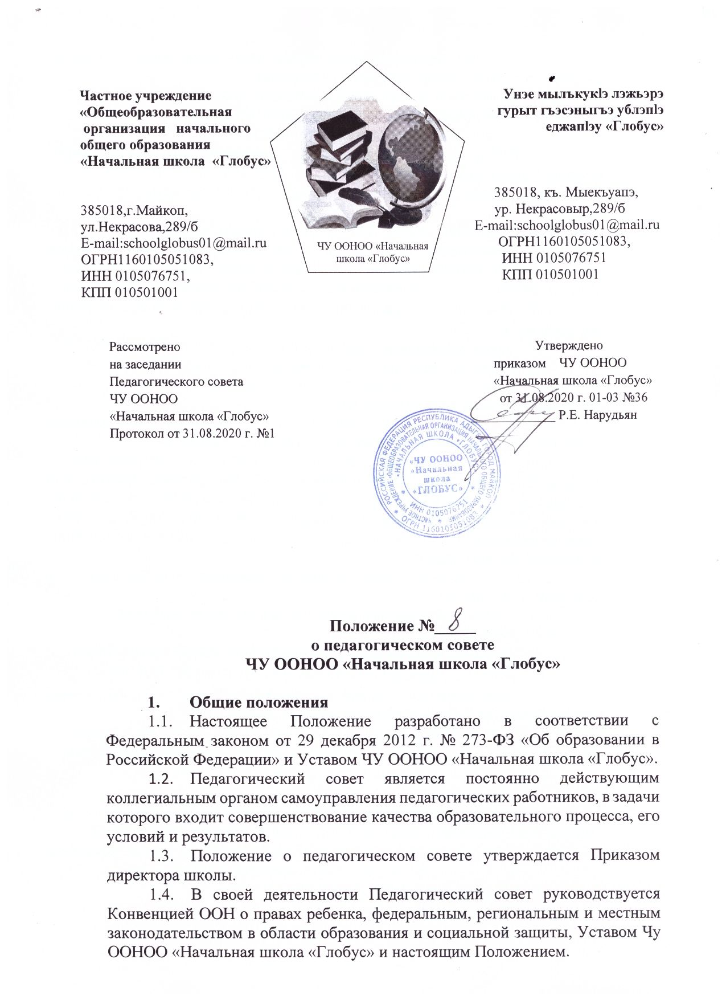 Частное учреждение
«Общеобразовательная
организация начального
общего образования
«Начальная школа «Глобус»
385018,г.Майкоп,
ул.Некрасова,289/б
E-mail:schoolglobus01@mail.ru
ОГРН1160105051083,
ИНН 0105076751,
КПП 010501001
ЧУ ООНОО «Начальная
школа «Глобус»
Унэе мылъкукIэ лэжьэрэ
гурыт гъэсэныгъэ ублэпIэ
еджапIэу «Глобус»
385018, къ. Мыекъуапэ,
ур. Некрасовыр,289/б
E-mail:schoolglobus01@mail.ru
ОГРН1160105051083,
ИНН 0105076751
КПП 010501001
Рассмотрено
на заседании
Педагогического совета
ЧУ ООНОО
«Начальная школа «Глобус»
Протокол от 31.08.2020 г. №1
Утверждено
приказом ЧУ ООНОО
«Начальная школа «Глобус»
от 31.08.2020 г. 01-03 №36
____________ Р.Е. Нарудьян
РОССИЙСКАЯ ФЕДЕРАЦИЯ РЕСПУБЛИКА АДЫГЕЯ ГОРОД МАЙКОП
* ОГРН 1160105051083 *
ЧАСТНОЕ УЧРЕЖДЕНИЕ «ОБЩЕОБРАЗОВАТЕЛЬНАЯ ОРГАНИЗАЦИЯ НАЧАЛЬНОГО ОБЩЕГО ОБРАЗОВАНИЯ *
«НАЧАЛЬНАЯ ШКОЛА «ГЛОБУС»
* ИНН 0105076751 *
«ЧУ ООНОО
«Начальная
школа
«ГЛОБУС»
Положение № 8
о педагогическом совете
ЧУ ООНОО «Начальная школа «Глобус»
1. Общие положения
1.1. Настоящее Положение разработано в соответствии с
Федеральным законом от 29 декабря 2012 г. № 273-ФЗ «Об образовании в
Российской Федерации» и Уставом ЧУ ООНОО «Начальная школа «Глобус».
1.2. Педагогический совет является постоянно действующим
коллегиальным органом самоуправления педагогических работников, в задачи
которого входит совершенствование качества образовательного процесса, его
условий и результатов.
1.3. Положение о педагогическом совете утверждается Приказом
директора школы.
1.4. В своей деятельности Педагогический совет руководствуется
Конвенцией ООН о правах ребенка, федеральным, региональным и местным
законодательством в области образования и социальной защиты, Уставом Чу
ООНОО «Начальная школа «Глобус» и настоящим Положением.